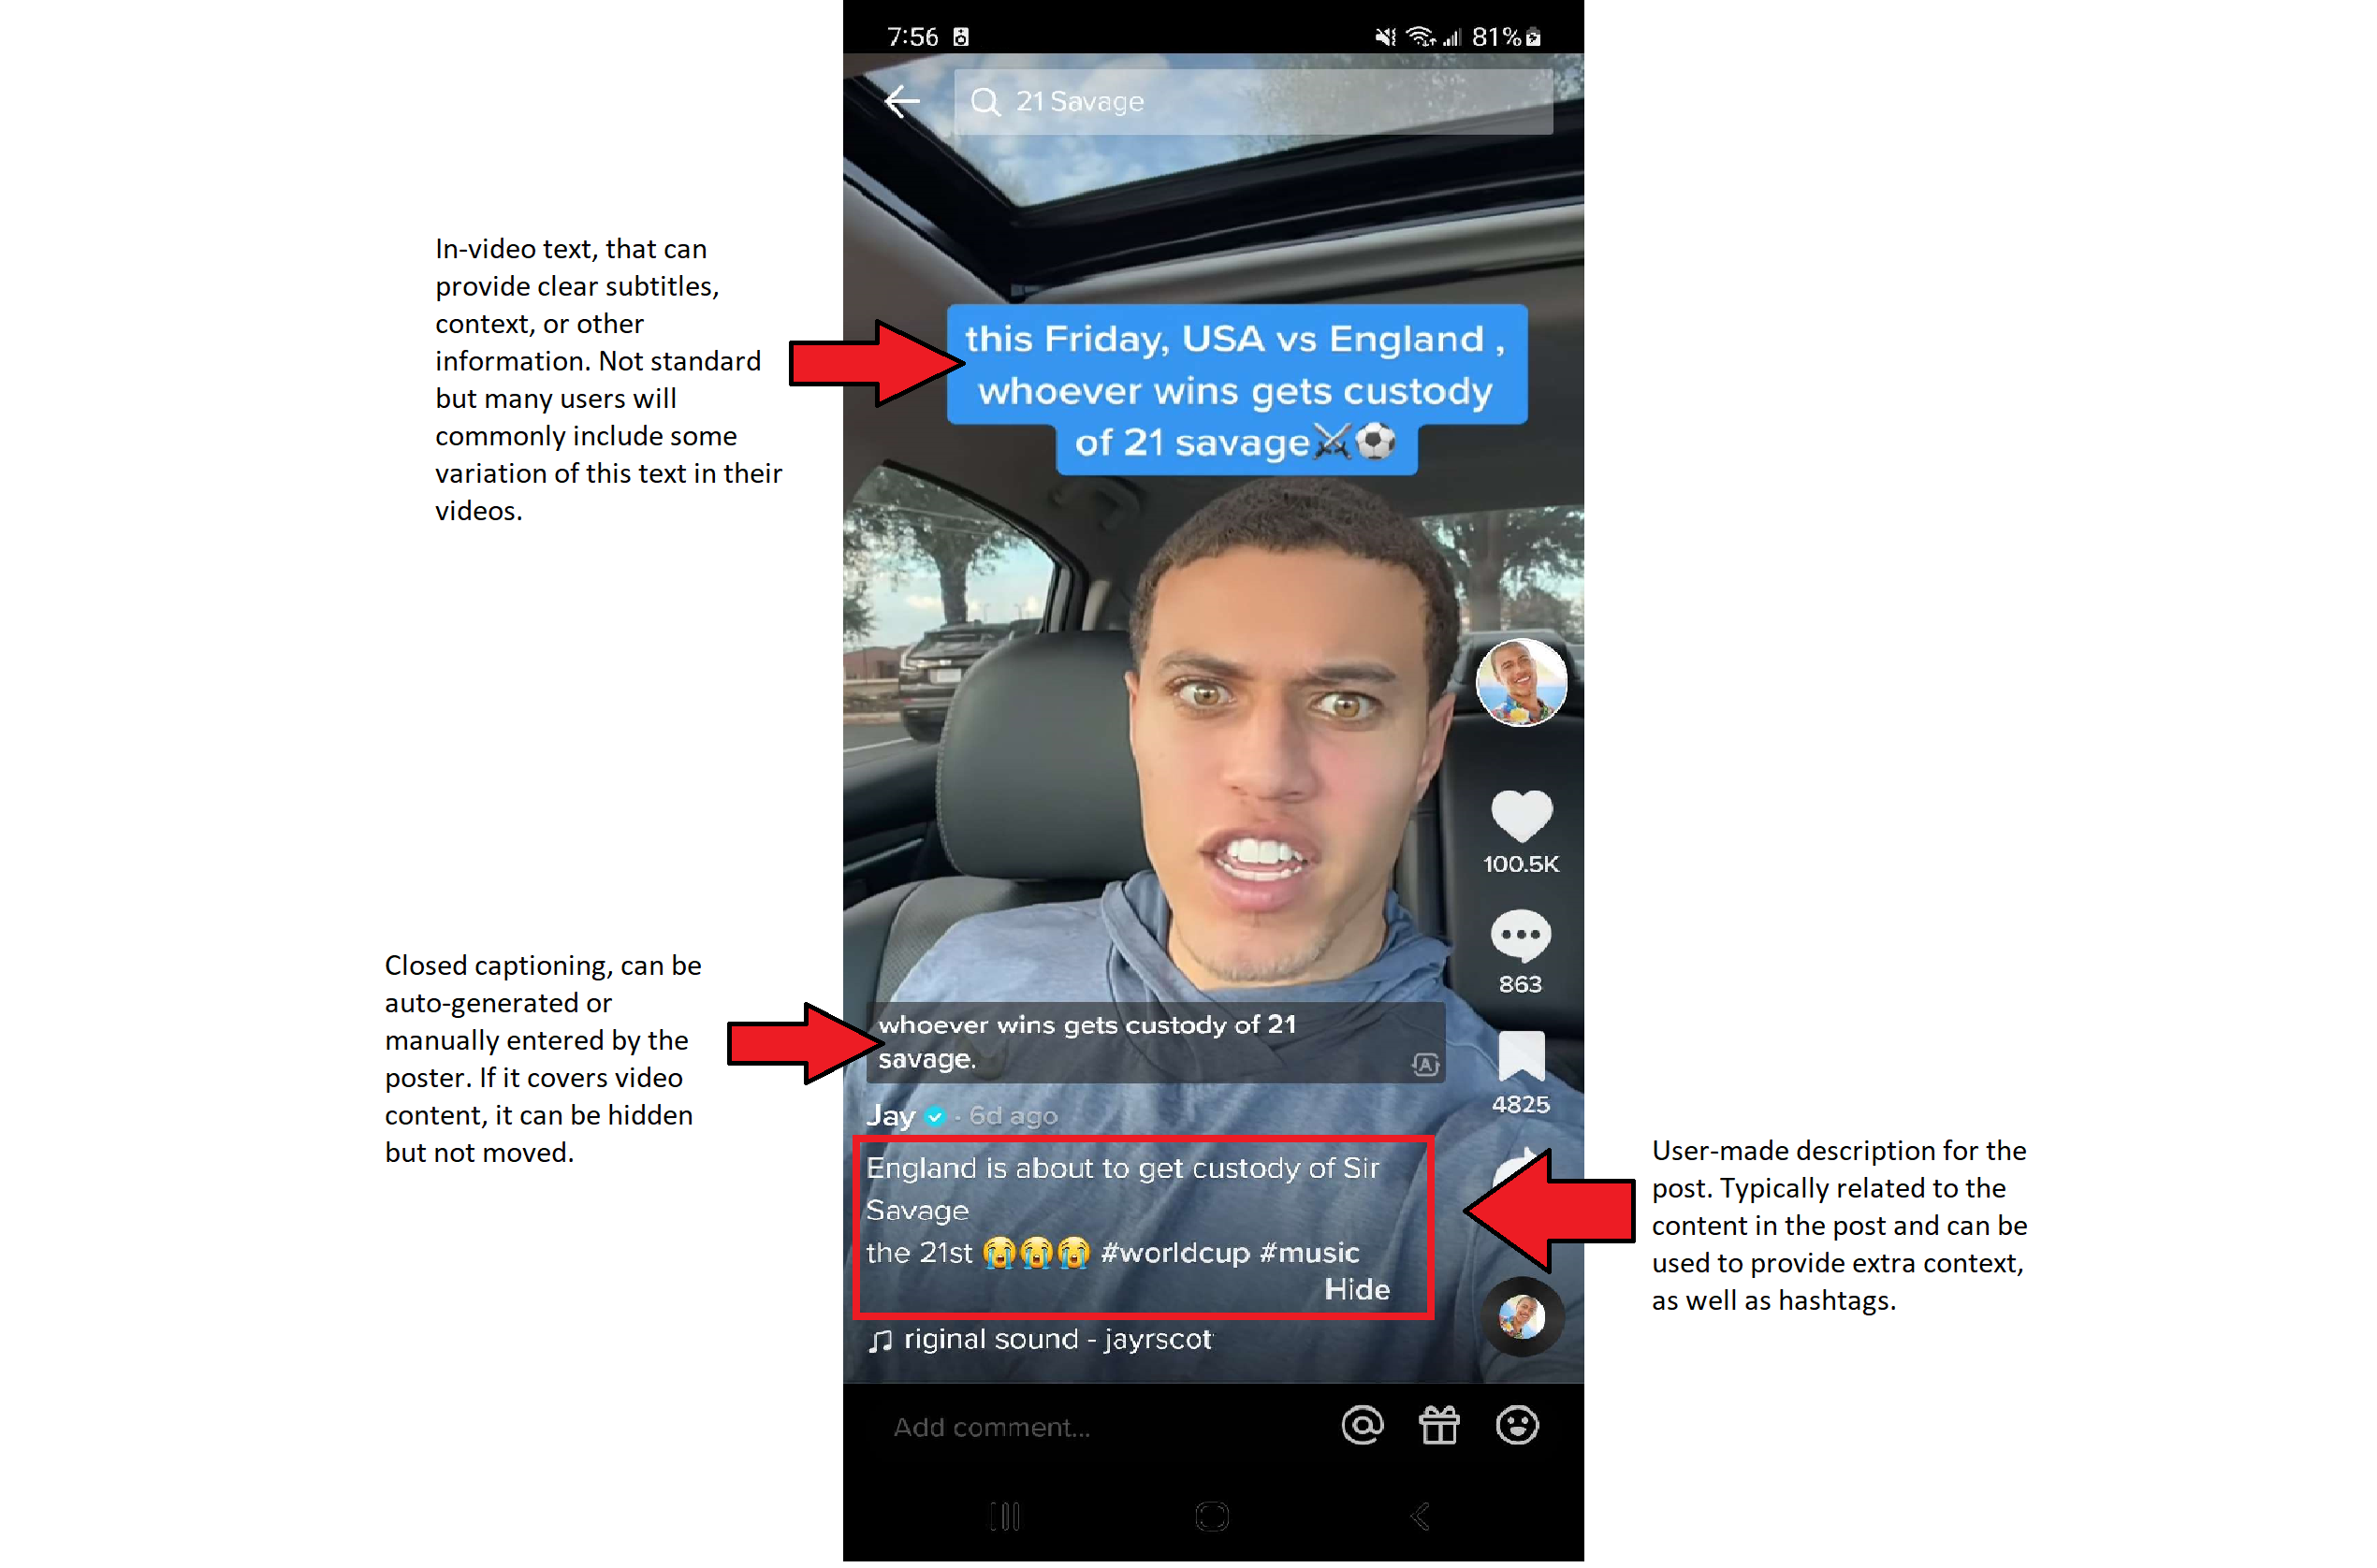 7:56
81%
21 Savage
In-video text, that can
provide clear subtitles,
context, or other
information. Not standard
but many users will
commonly include some
variation of this text in their
videos.
this Friday, USA vs England ,
whoever wins gets custody
of 21 savage⚔️⚽
100.5K
863
4825
Closed captioning, can be
auto-generated or
manually entered by the
poster. If it covers video
content, it can be hidden
but not moved.
whoever wins gets custody of 21
savage.
A
Jay · 6d ago
England is about to get custody of Sir
Savage
the 21st 😭😭😭 #worldcup #music
Hide
riginal sound - jayrscot
User-made description for the
post. Typically related to the
content in the post and can be
used to provide extra context,
as well as hashtags.
Add comment...